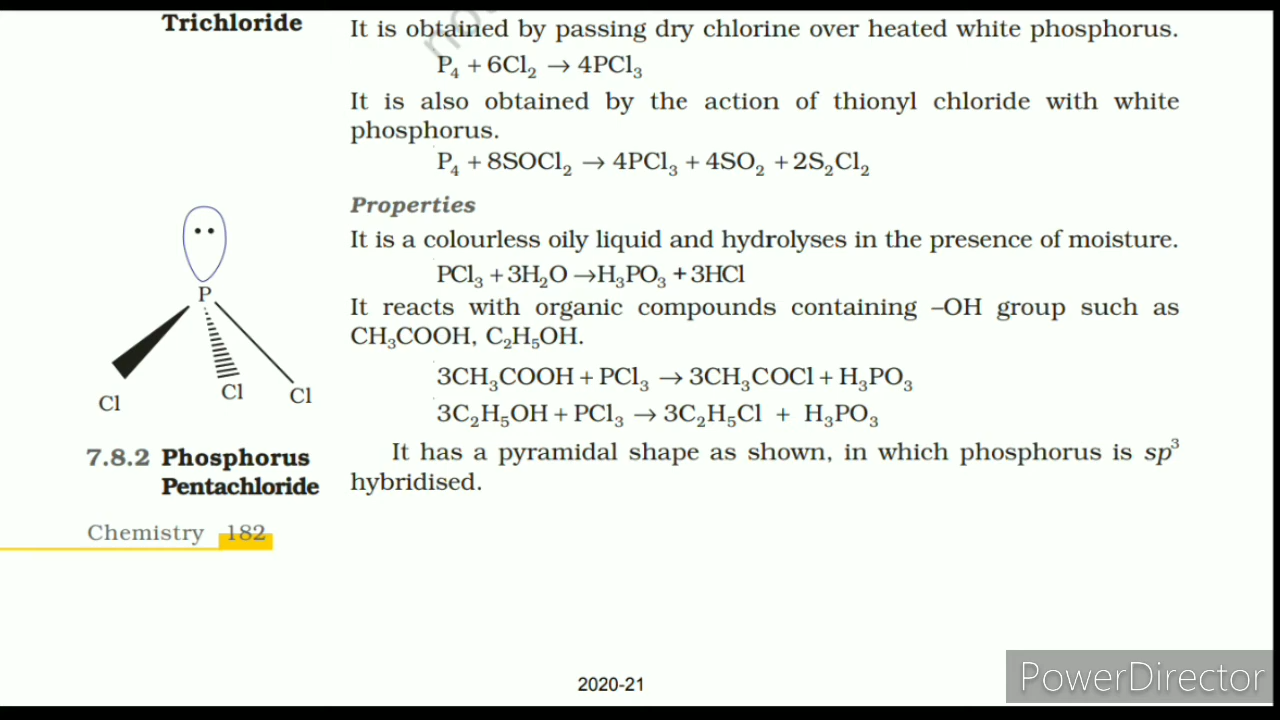 Trichloride
It is obtained by passing dry chlorine over heated white phosphorus.
P₄ + 6Cl₂ → 4PCl₃
It is also obtained by the action of thionyl chloride with white
phosphorus.
P₄ + 8SOCl₂ → 4PCl₃ + 4SO₂ + 2S₂Cl₂
Properties
It is a colourless oily liquid and hydrolyses in the presence of moisture.
PCl₃ + 3H₂O → H₃PO₃ + 3HCl
It reacts with organic compounds containing –OH group such as
CH₃COOH, C₂H₅OH.
3CH₃COOH + PCl₃ → 3CH₃COCl + H₃PO₃
3C₂H₅OH + PCl₃ → 3C₂H₅Cl + H₃PO₃
It has a pyramidal shape as shown, in which phosphorus is sp³
hybridised.
P
Cl
Cl
Cl
7.8.2 Phosphorus
Pentachloride
Chemistry 182
2020-21
PowerDirector